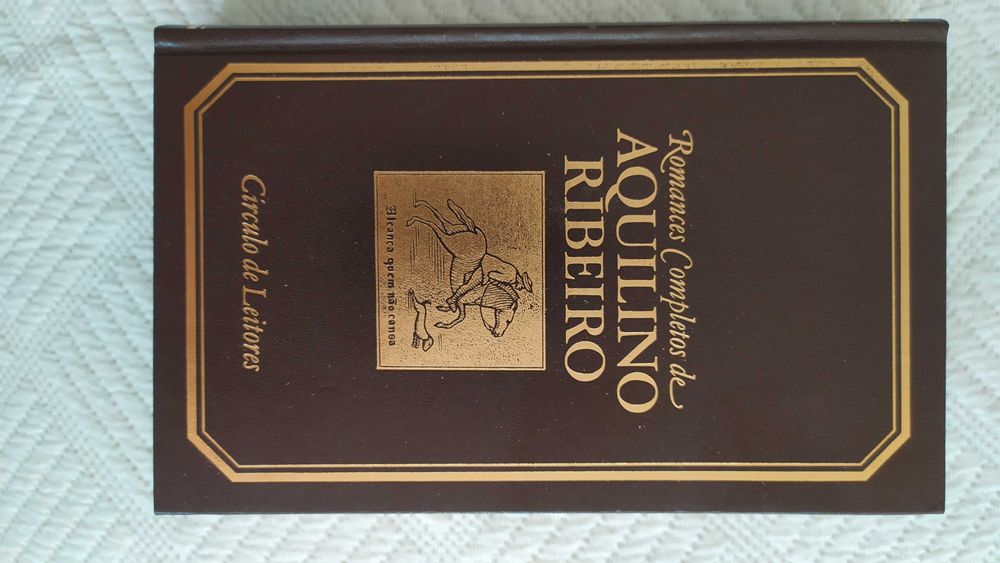 Romances Completos de
AQUILINO
RIBEIRO
Alcança quem não cansa
Círculo de Leitores